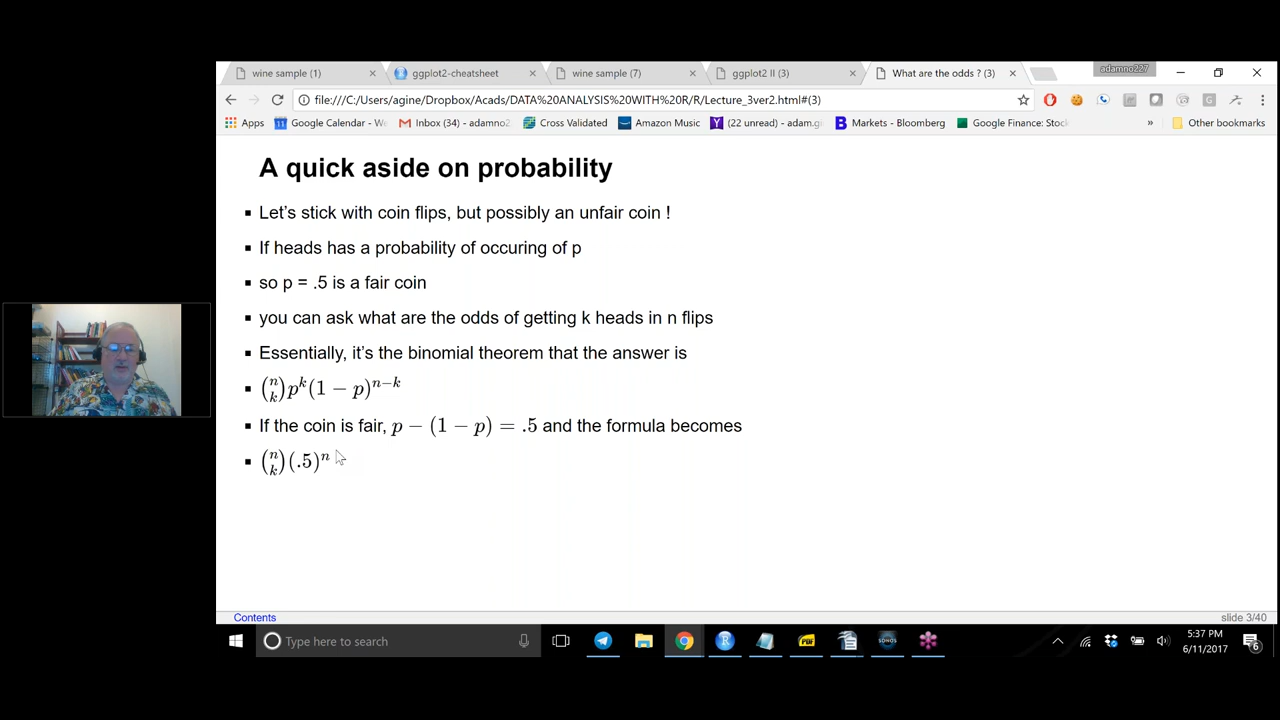 wine sample (1)
ggplot2-cheatsheet
wine sample (7)
ggplot2 II (3)
What are the odds ? (3)
adamno227
file:///C:/Users/agine/Dropbox/Acads/DATA%20ANALYSIS%20WITH%20R/R/Lecture_3ver2.html#(3)
Apps
Google Calendar - We
Inbox (34) - adamno2
Cross Validated
Amazon Music
(22 unread) - adam.g
Markets - Bloomberg
Google Finance: Stock
»
Other bookmarks
A quick aside on probability
▪ Let's stick with coin flips, but possibly an unfair coin !
▪ If heads has a probability of occuring of p
▪ so p = .5 is a fair coin
▪ you can ask what are the odds of getting k heads in n flips
▪ Essentially, it's the binomial theorem that the answer is
▪ (n k) p^k (1 − p)^{n−k}
▪ If the coin is fair, p − (1 − p) = .5 and the formula becomes
▪ (n k) (.5)^n
Contents
slide 3/40
Type here to search
PDF
SONOS
5:37 PM
6/11/2017
6